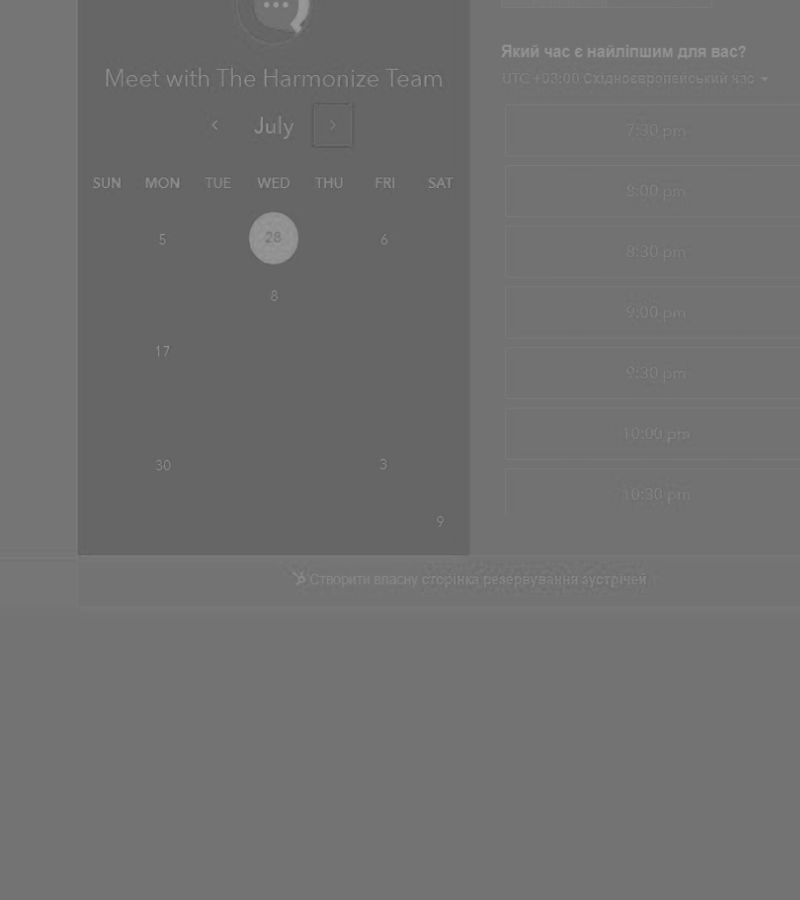 Meet with The Harmonize Team
July
SUN MON TUE WED THU FRI SAT
5 28 6
8
17
30 3
9
Який час є найліпшим для вас?
UTC +03:00 Східноєвропейський час
7:30 pm
8:00 pm
8:30 pm
9:00 pm
9:30 pm
10:00 pm
10:30 pm
Створити власну сторінка резервування зустрічей